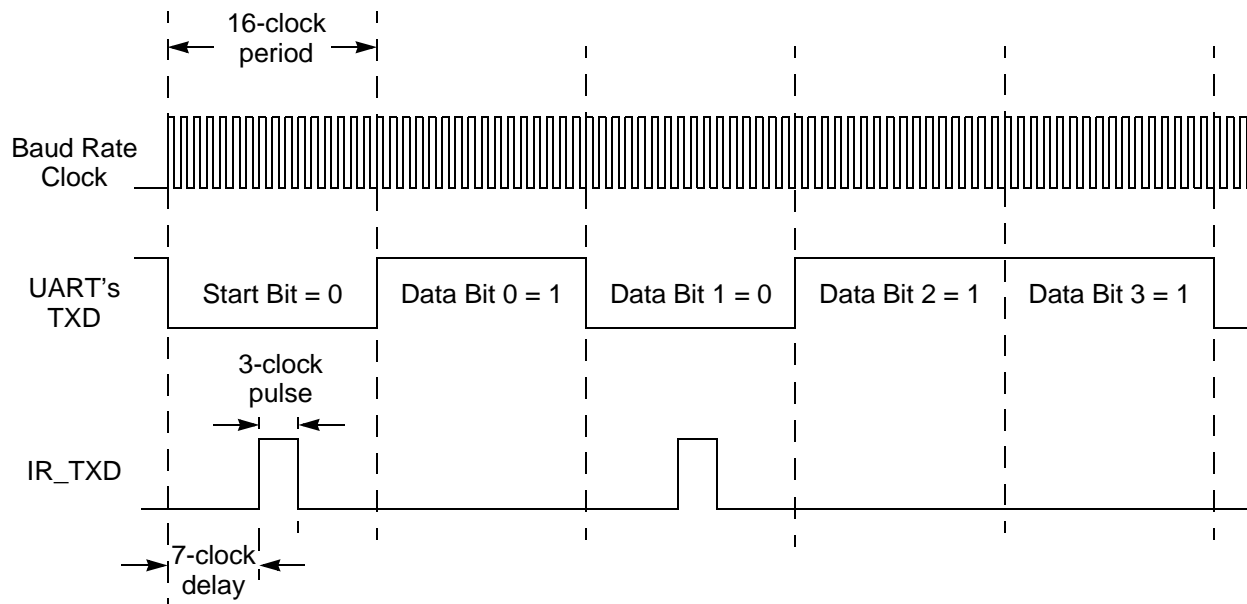 16-clock
period
Baud Rate
Clock
UART's
TXD
Start Bit = 0
Data Bit 0 = 1
Data Bit 1 = 0
Data Bit 2 = 1
Data Bit 3 = 1
3-clock
pulse
IR_TXD
7-clock
delay